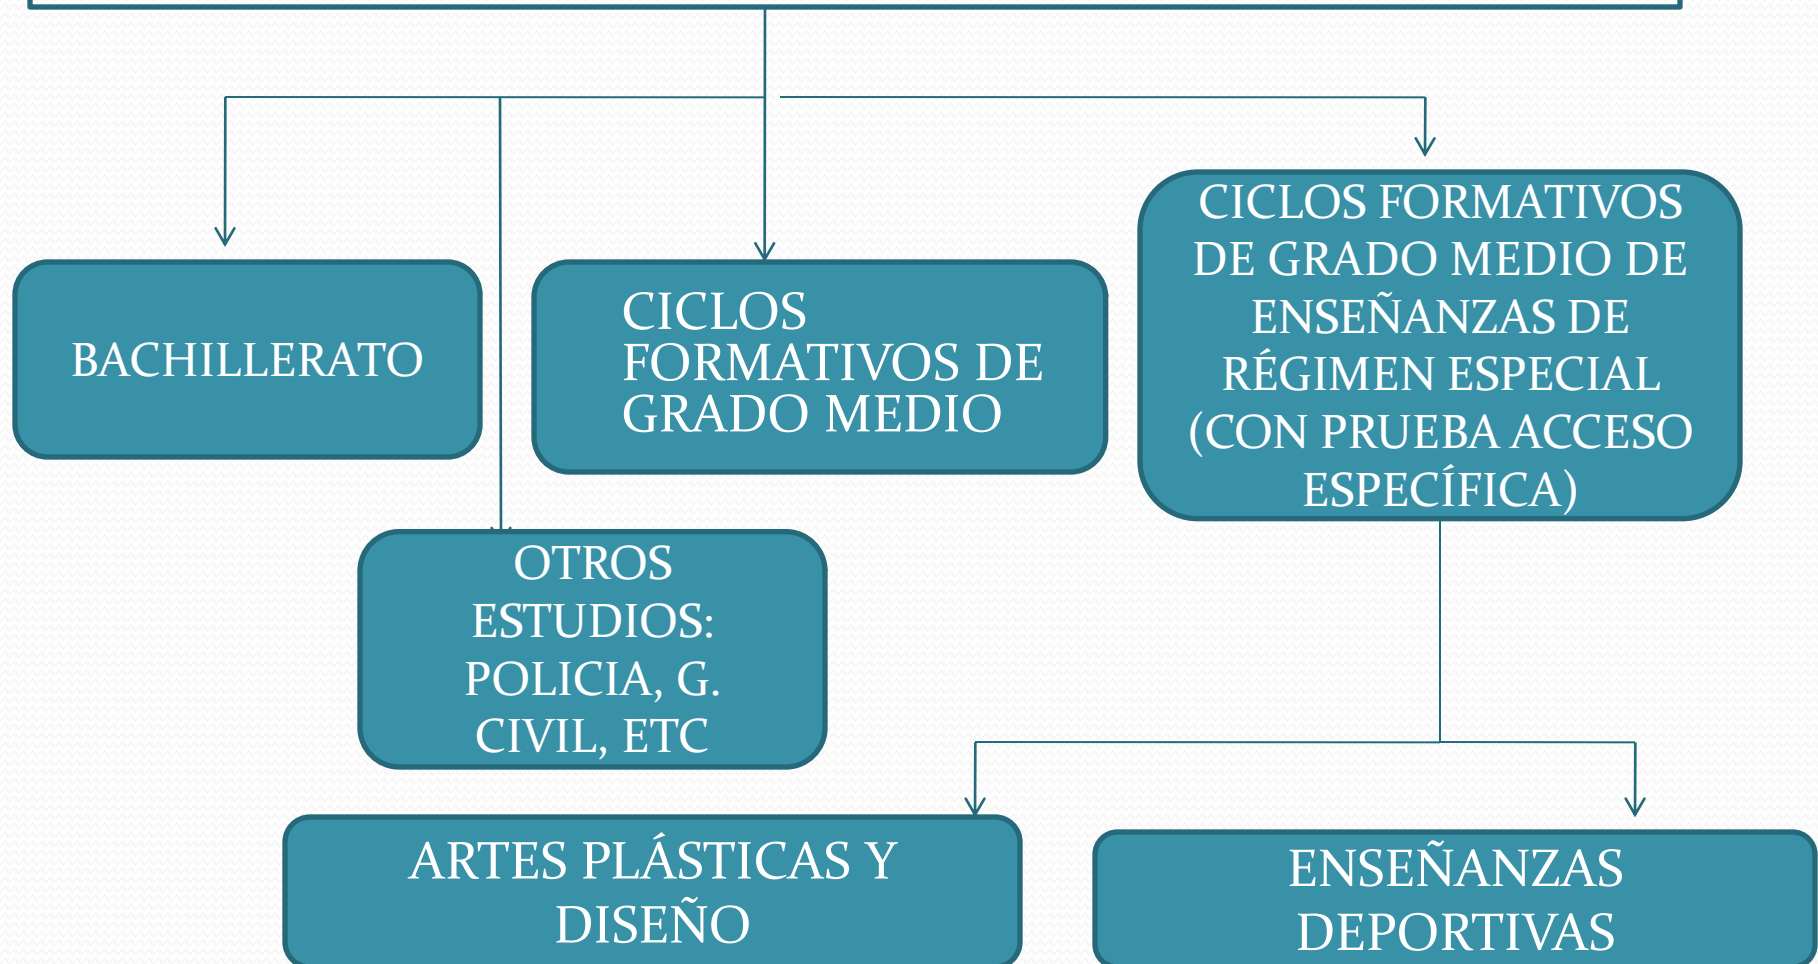 BACHILLERATO
CICLOS
FORMATIVOS DE
GRADO MEDIO
CICLOS FORMATIVOS
DE GRADO MEDIO DE
ENSEÑANZAS DE
RÉGIMEN ESPECIAL
(CON PRUEBA ACCESO
ESPECÍFICA)
OTROS
ESTUDIOS:
POLICIA, G.
CIVIL, ETC
ARTES PLÁSTICAS Y
DISEÑO
ENSEÑANZAS
DEPORTIVAS